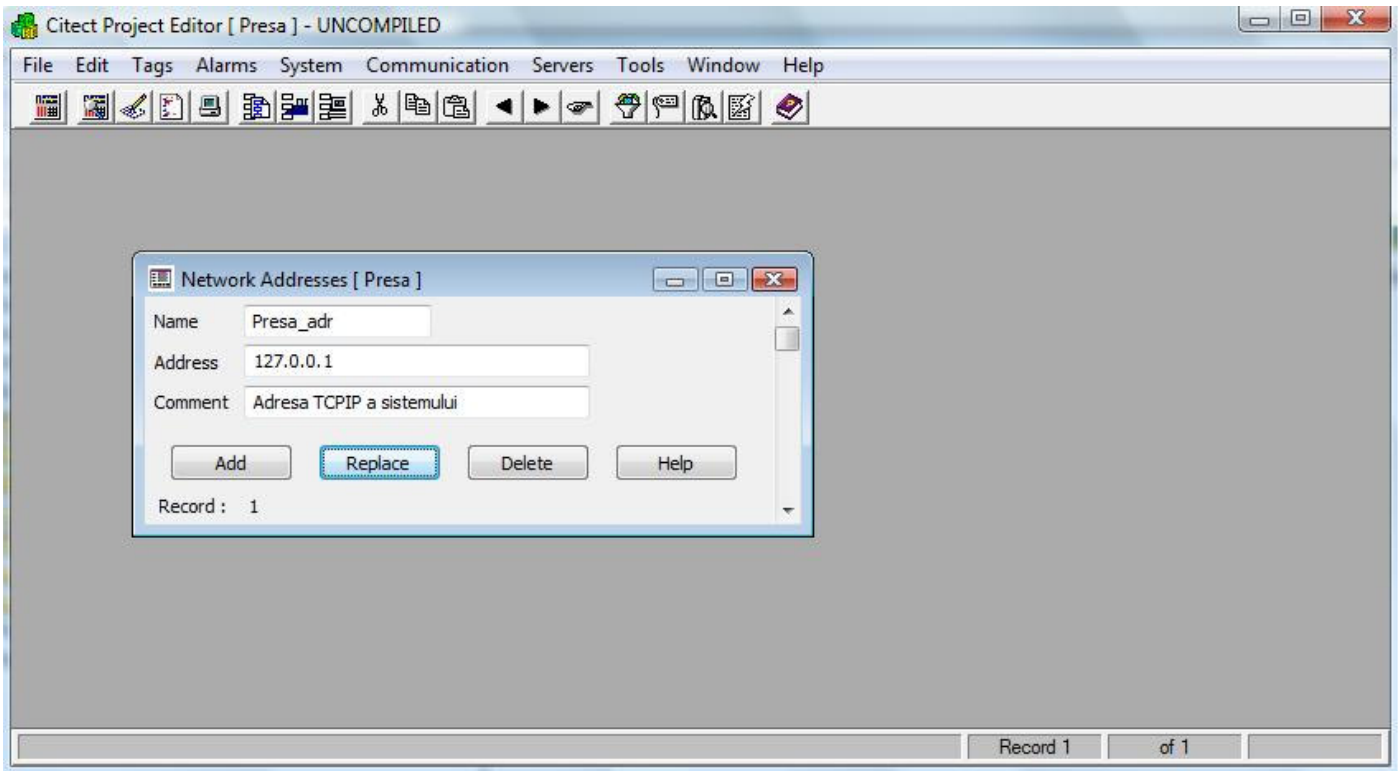 Citect Project Editor [ Presa ] - UNCOMPILED
File Edit Tags Alarms System Communication Servers Tools Window Help
Network Addresses [ Presa ]
Name Presa_adr
Address 127.0.0.1
Comment Adresa TCPIP a sistemului
Add Replace Delete Help
Record : 1
Record 1 of 1